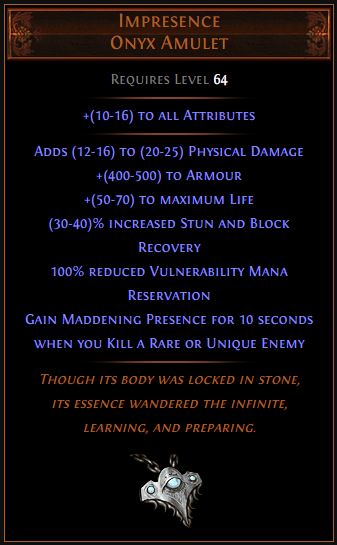 Impresence
Onyx Amulet
Requires Level 64
+(10-16) to all Attributes
Adds (12-16) to (20-25) Physical Damage
+(400-500) to Armour
+(50-70) to maximum Life
(30-40)% increased Stun and Block
Recovery
100% reduced Vulnerability Mana
Reservation
Gain Maddening Presence for 10 seconds
when you Kill a Rare or Unique Enemy
Though its body was locked in stone,
its essence wandered the infinite,
learning, and preparing.